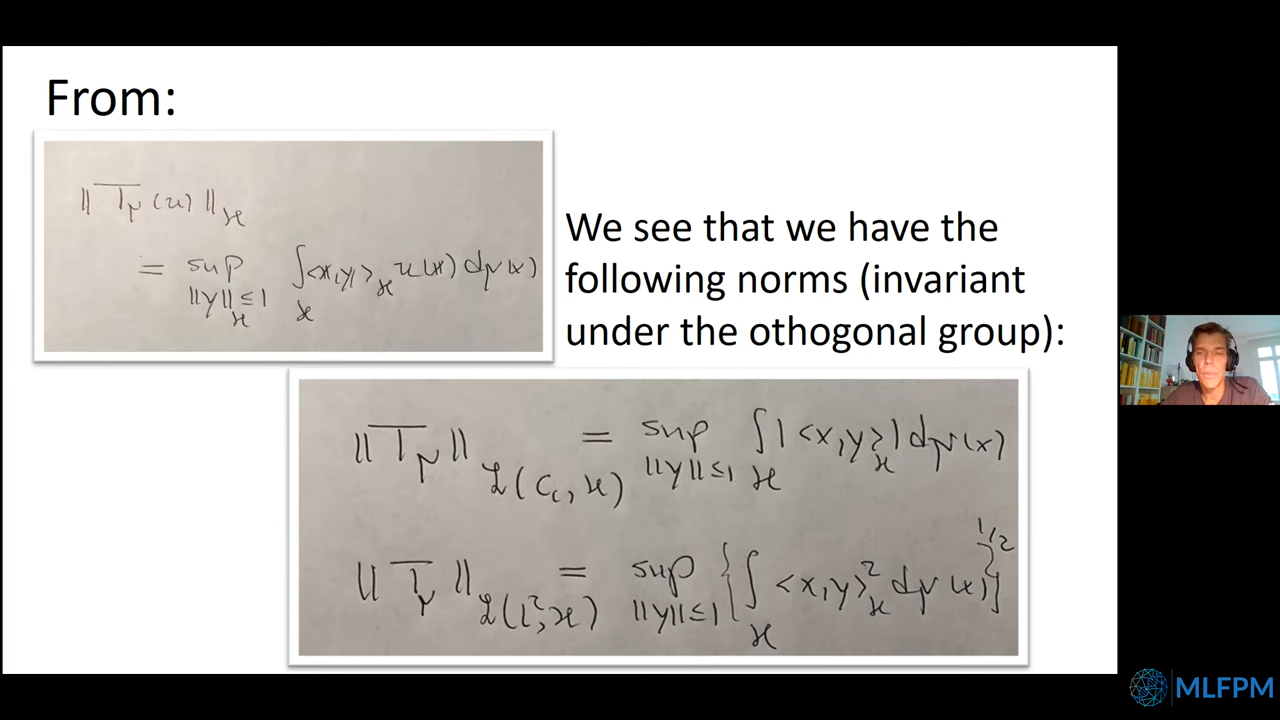 From:
‖T_μ(u)‖_ℋ
= sup_{‖y‖_ℋ ≤ 1} ∫_ℋ <x,y>_ℋ u(x) dμ(x)
We see that we have the
following norms (invariant
under the othogonal group):
‖T_μ‖_{ℒ(C_c, ℋ)} = sup_{‖y‖≤1} ∫_ℋ |<x,y>_ℋ| dμ(x)
‖T_μ‖_{ℒ(L², ℋ)} = sup_{‖y‖≤1} {∫_ℋ <x,y>²_ℋ dμ(x)}^{1/2}
MLFPM